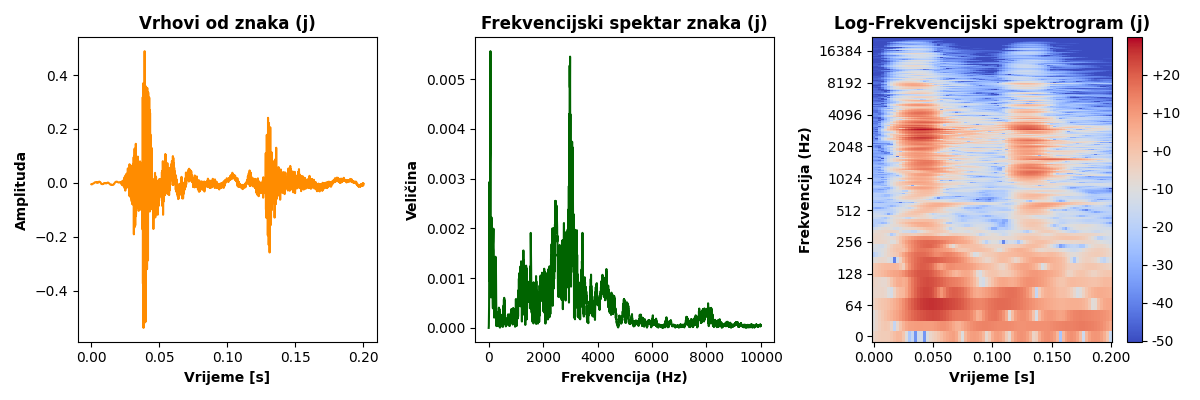 Vrhovi od znaka (j)
0.4
0.2
0.0
−0.2
−0.4
Amplituda
0.00 0.05 0.10 0.15 0.20
Vrijeme [s]
Frekvencijski spektar znaka (j)
0.005
0.004
0.003
0.002
0.001
0.000
Veličina
0 2000 4000 6000 8000 10000
Frekvencija (Hz)
Log-Frekvencijski spektrogram (j)
16384
8192
4096
2048
1024
512
256
128
64
0
Frekvencija (Hz)
0.000 0.050 0.100 0.150 0.200
Vrijeme [s]
+20
+10
+0
-10
-20
-30
-40
-50